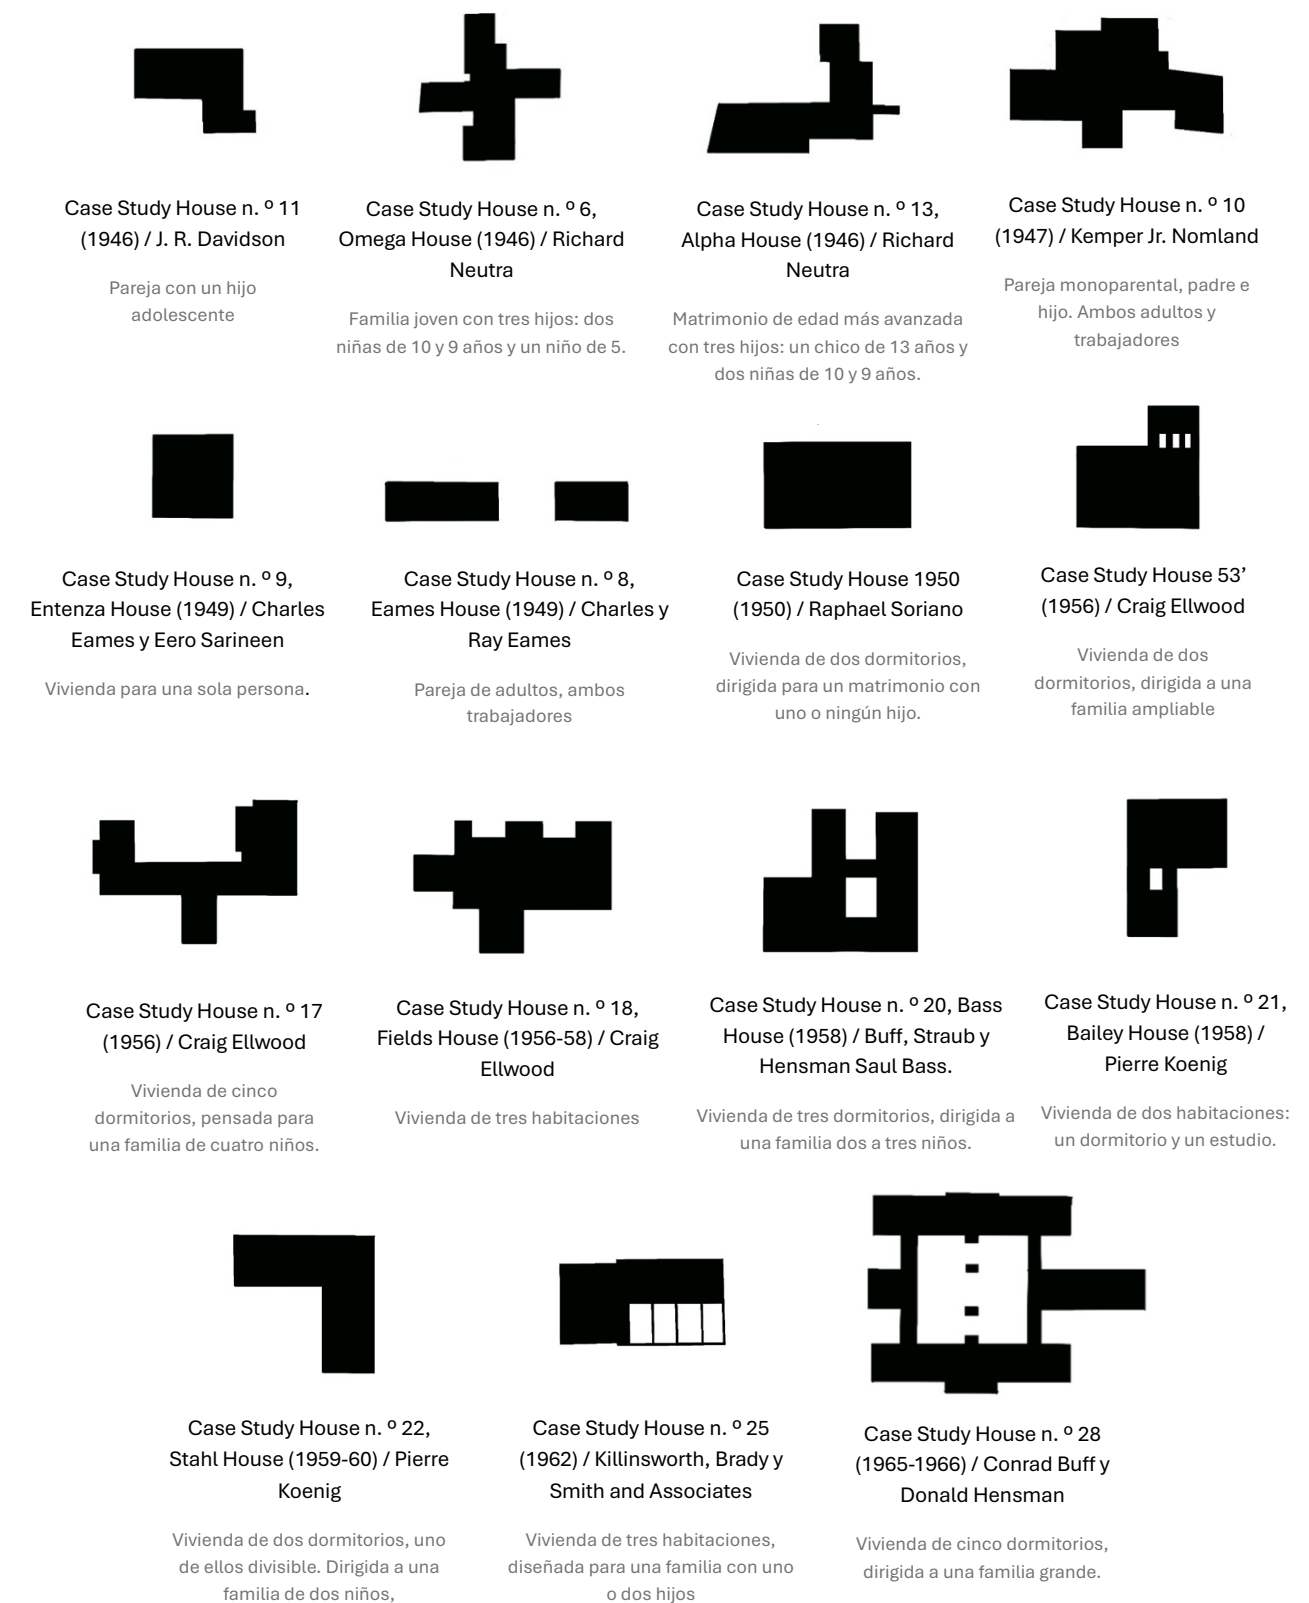 Case Study House n. º 11
(1946) / J. R. Davidson
Pareja con un hijo
adolescente
Case Study House n. º 6,
Omega House (1946) / Richard
Neutra
Familia joven con tres hijos: dos
niñas de 10 y 9 años y un niño de 5.
Case Study House n. º 13,
Alpha House (1946) / Richard
Neutra
Matrimonio de edad más avanzada
con tres hijos: un chico de 13 años y
dos niñas de 10 y 9 años.
Case Study House n. º 10
(1947) / Kemper Jr. Nomland
Pareja monoparental, padre e
hijo. Ambos adultos y
trabajadores
Case Study House n. º 9,
Entenza House (1949) / Charles
Eames y Eero Sarineen
Vivienda para una sola persona.
Case Study House n. º 8,
Eames House (1949) / Charles y
Ray Eames
Pareja de adultos, ambos
trabajadores
Case Study House 1950
(1950) / Raphael Soriano
Vivienda de dos dormitorios,
dirigida para un matrimonio con
uno o ningún hijo.
Case Study House 53’
(1956) / Craig Ellwood
Vivienda de dos
dormitorios, dirigida a una
familia ampliable
Case Study House n. º 17
(1956) / Craig Ellwood
Vivienda de cinco
dormitorios, pensada para
una familia de cuatro niños.
Case Study House n. º 18,
Fields House (1956-58) / Craig
Ellwood
Vivienda de tres habitaciones
Case Study House n. º 20, Bass
House (1958) / Buff, Straub y
Hensman Saul Bass.
Vivienda de tres dormitorios, dirigida a
una familia dos a tres niños.
Case Study House n. º 21,
Bailey House (1958) /
Pierre Koenig
Vivienda de dos habitaciones:
un dormitorio y un estudio.
Case Study House n. º 22,
Stahl House (1959-60) / Pierre
Koenig
Vivienda de dos dormitorios, uno
de ellos divisible. Dirigida a una
familia de dos niños,
Case Study House n. º 25
(1962) / Killinsworth, Brady y
Smith and Associates
Vivienda de tres habitaciones,
diseñada para una familia con uno
o dos hijos
Case Study House n. º 28
(1965-1966) / Conrad Buff y
Donald Hensman
Vivienda de cinco dormitorios,
dirigida a una familia grande.